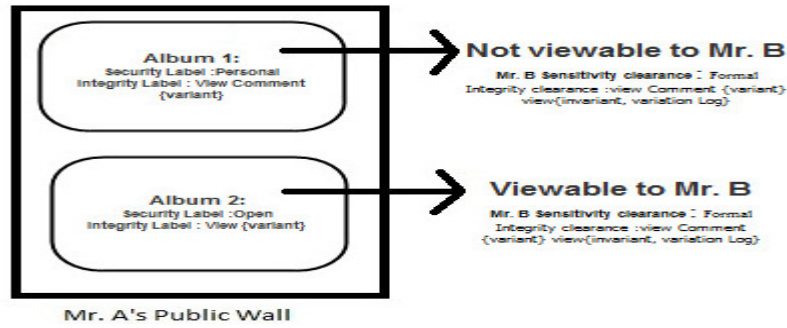 Album 1:
Security Label :Personal
Integrity Label : View Comment
{variant}
Not viewable to Mr. B
Mr. B Sensitivity clearance : Formal
Integrity clearance :view Comment {variant}
view{invariant, variation Log}
Album 2:
Security Label :Open
Integrity Label : View {variant}
Viewable to Mr. B
Mr. B Sensitivity clearance : Formal
Integrity clearance :view Comment
{variant} view{invariant, variation Log}
Mr. A's Public Wall